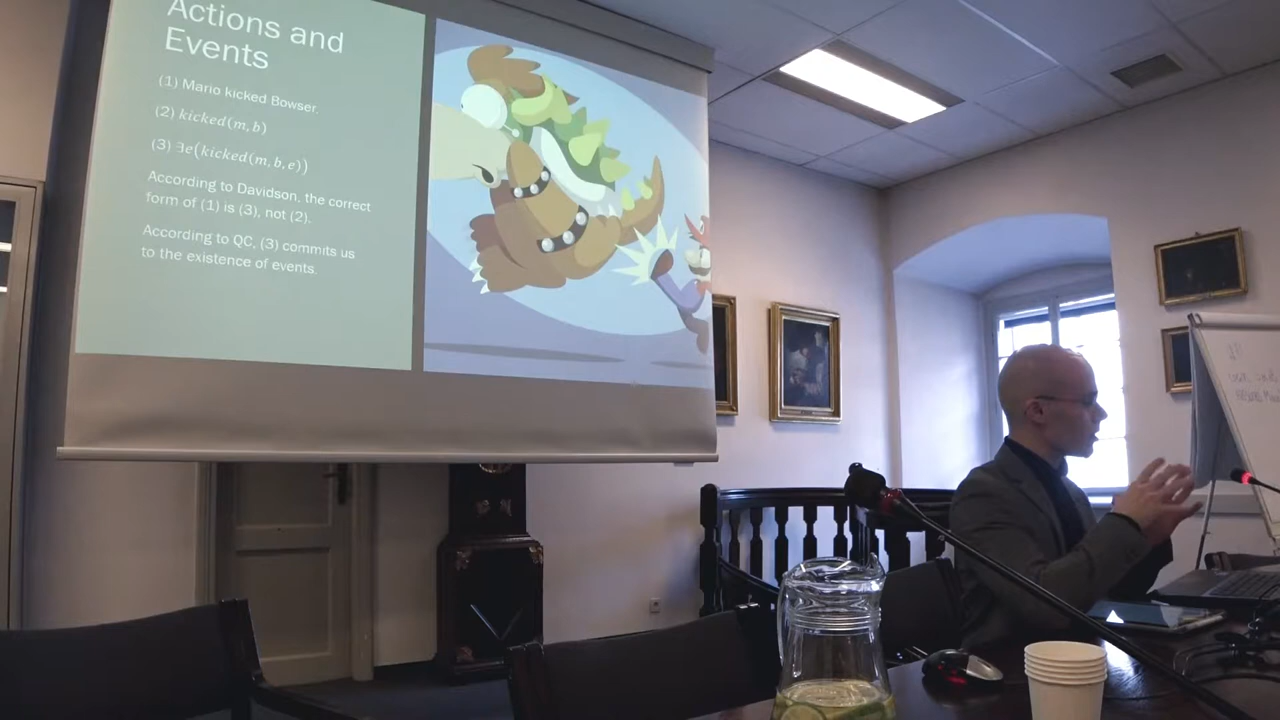 Actions and
Events
(1) Mario kicked Bowser.
(2) kicked(m, b)
(3) ∃e(kicked(m, b, e))
According to Davidson, the correct
form of (1) is (3), not (2).
According to QC, (3) commits us
to the existence of events.